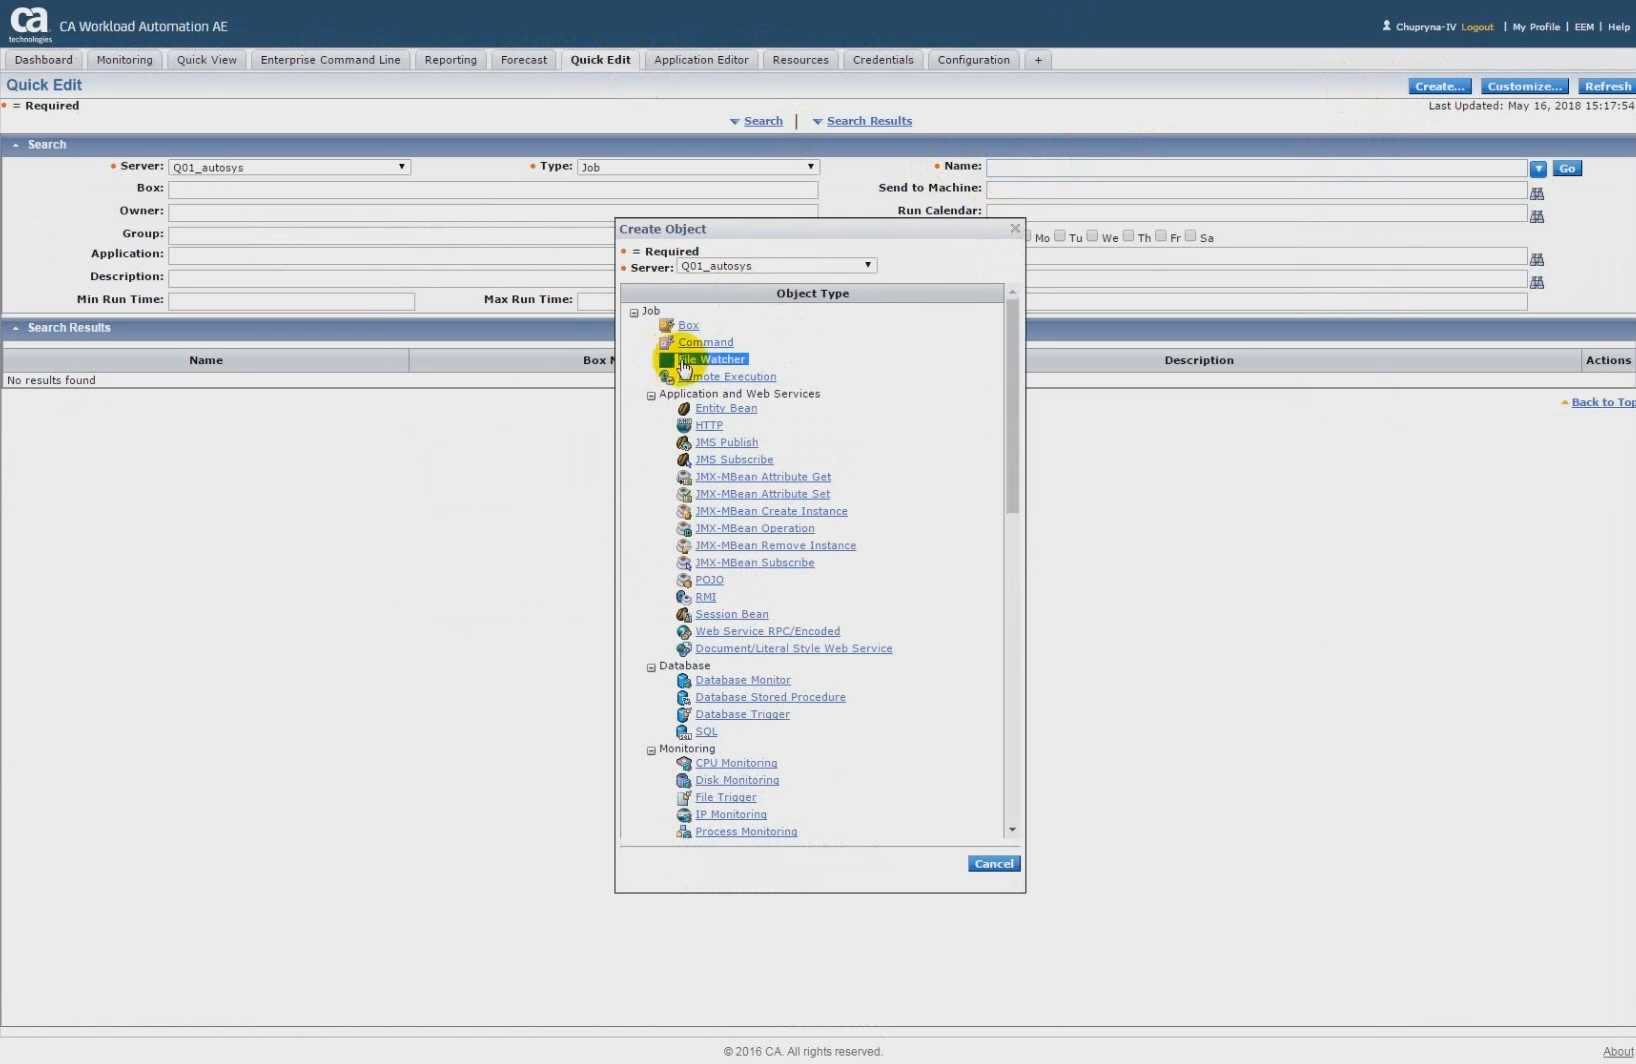 ca
technologies
CA Workload Automation AE
Chupryna-IV Logout | My Profile | EEM | Help
Dashboard Monitoring Quick View Enterprise Command Line Reporting Forecast Quick Edit Application Editor Resources Credentials Configuration +
Quick Edit
Create... Customize... Refresh
= Required
Last Updated: May 16, 2018 15:17:54
Search | Search Results
Search
Server: Q01_autosys Type: Job Name: Go
Box: Send to Machine:
Owner: Run Calendar:
Group: Mo Tu We Th Fr Sa
Application:
Description:
Min Run Time: Max Run Time:
Search Results
Name Box N Description Actions
No results found
Back to Top
Create Object
= Required
Server: Q01_autosys
Object Type
Job
Box
Command
File Watcher
Remote Execution
Application and Web Services
Entity Bean
HTTP
JMS Publish
JMS Subscribe
JMX-MBean Attribute Get
JMX-MBean Attribute Set
JMX-MBean Create Instance
JMX-MBean Operation
JMX-MBean Remove Instance
JMX-MBean Subscribe
POJO
RMI
Session Bean
Web Service RPC/Encoded
Document/Literal Style Web Service
Database
Database Monitor
Database Stored Procedure
Database Trigger
SQL
Monitoring
CPU Monitoring
Disk Monitoring
File Trigger
IP Monitoring
Process Monitoring
Cancel
© 2016 CA. All rights reserved.
About